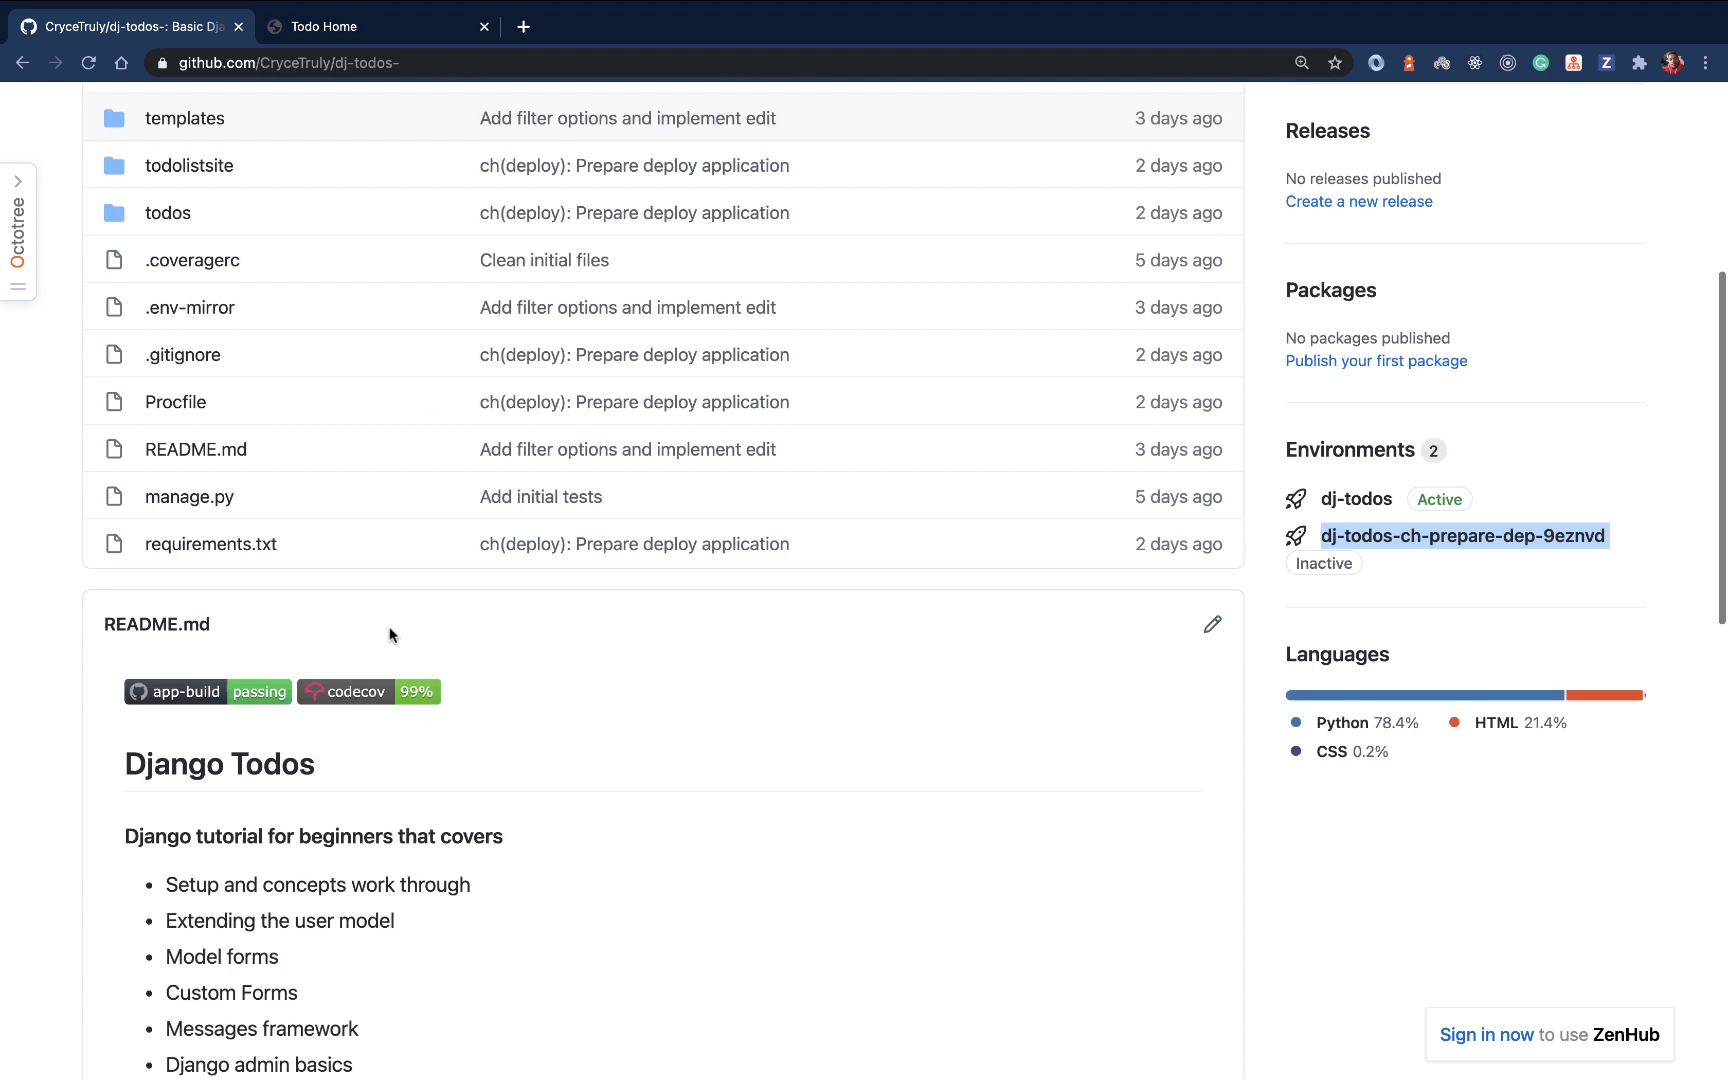 CryceTruly/dj-todos-: Basic Dja
Todo Home
github.com/CryceTruly/dj-todos-
Octotree
templates Add filter options and implement edit 3 days ago
todolistsite ch(deploy): Prepare deploy application 2 days ago
todos ch(deploy): Prepare deploy application 2 days ago
.coveragerc Clean initial files 5 days ago
.env-mirror Add filter options and implement edit 3 days ago
.gitignore ch(deploy): Prepare deploy application 2 days ago
Procfile ch(deploy): Prepare deploy application 2 days ago
README.md Add filter options and implement edit 3 days ago
manage.py Add initial tests 5 days ago
requirements.txt ch(deploy): Prepare deploy application 2 days ago
README.md
app-build passing codecov 99%
Django Todos
Django tutorial for beginners that covers
• Setup and concepts work through
• Extending the user model
• Model forms
• Custom Forms
• Messages framework
• Django admin basics
Releases
No releases published
Create a new release
Packages
No packages published
Publish your first package
Environments 2
dj-todos Active
dj-todos-ch-prepare-dep-9eznvd
Inactive
Languages
Python 78.4% HTML 21.4%
CSS 0.2%
Sign in now to use ZenHub